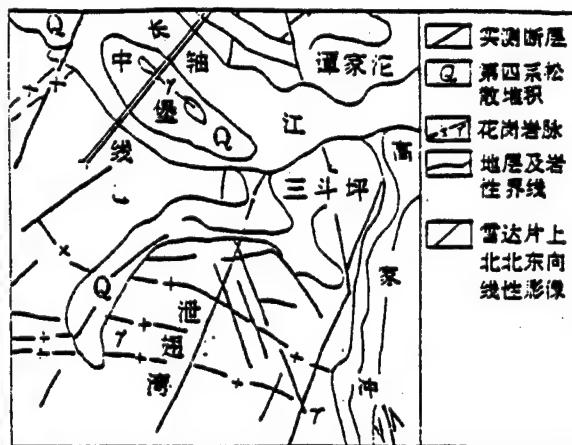 Q
长
中 轴
堡
Q
γ
谭家沱
江
线
三斗坪
高
家
冲
Q
γ
泄
湾
γ
实测断层
Q
第四系松
散堆积
γ
花岗岩脉
地层及岩
性界线
雷达片上
北北东向
线性影像